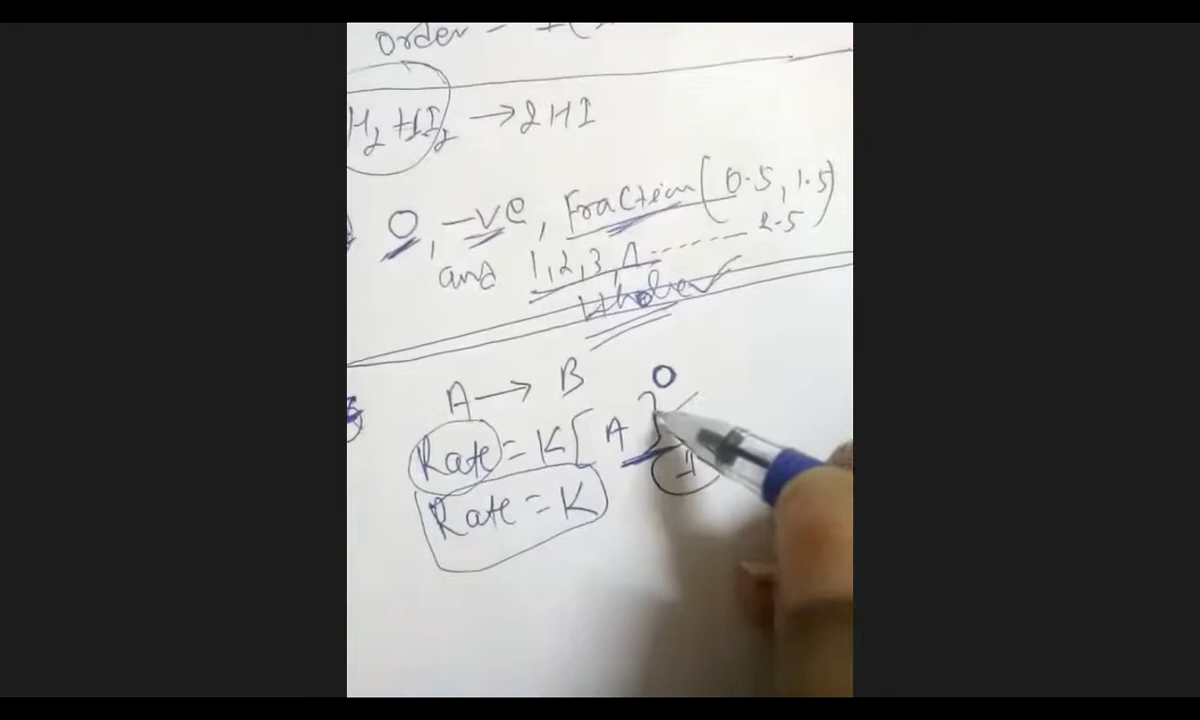 Order =
H₂ + I₂ → 2HI
0, -ve, Fraction (0.5, 1.5)
2.5
and 1, 2, 3, A -------
Whole
A → B
Rate = K[A]⁰
1
Rate = K